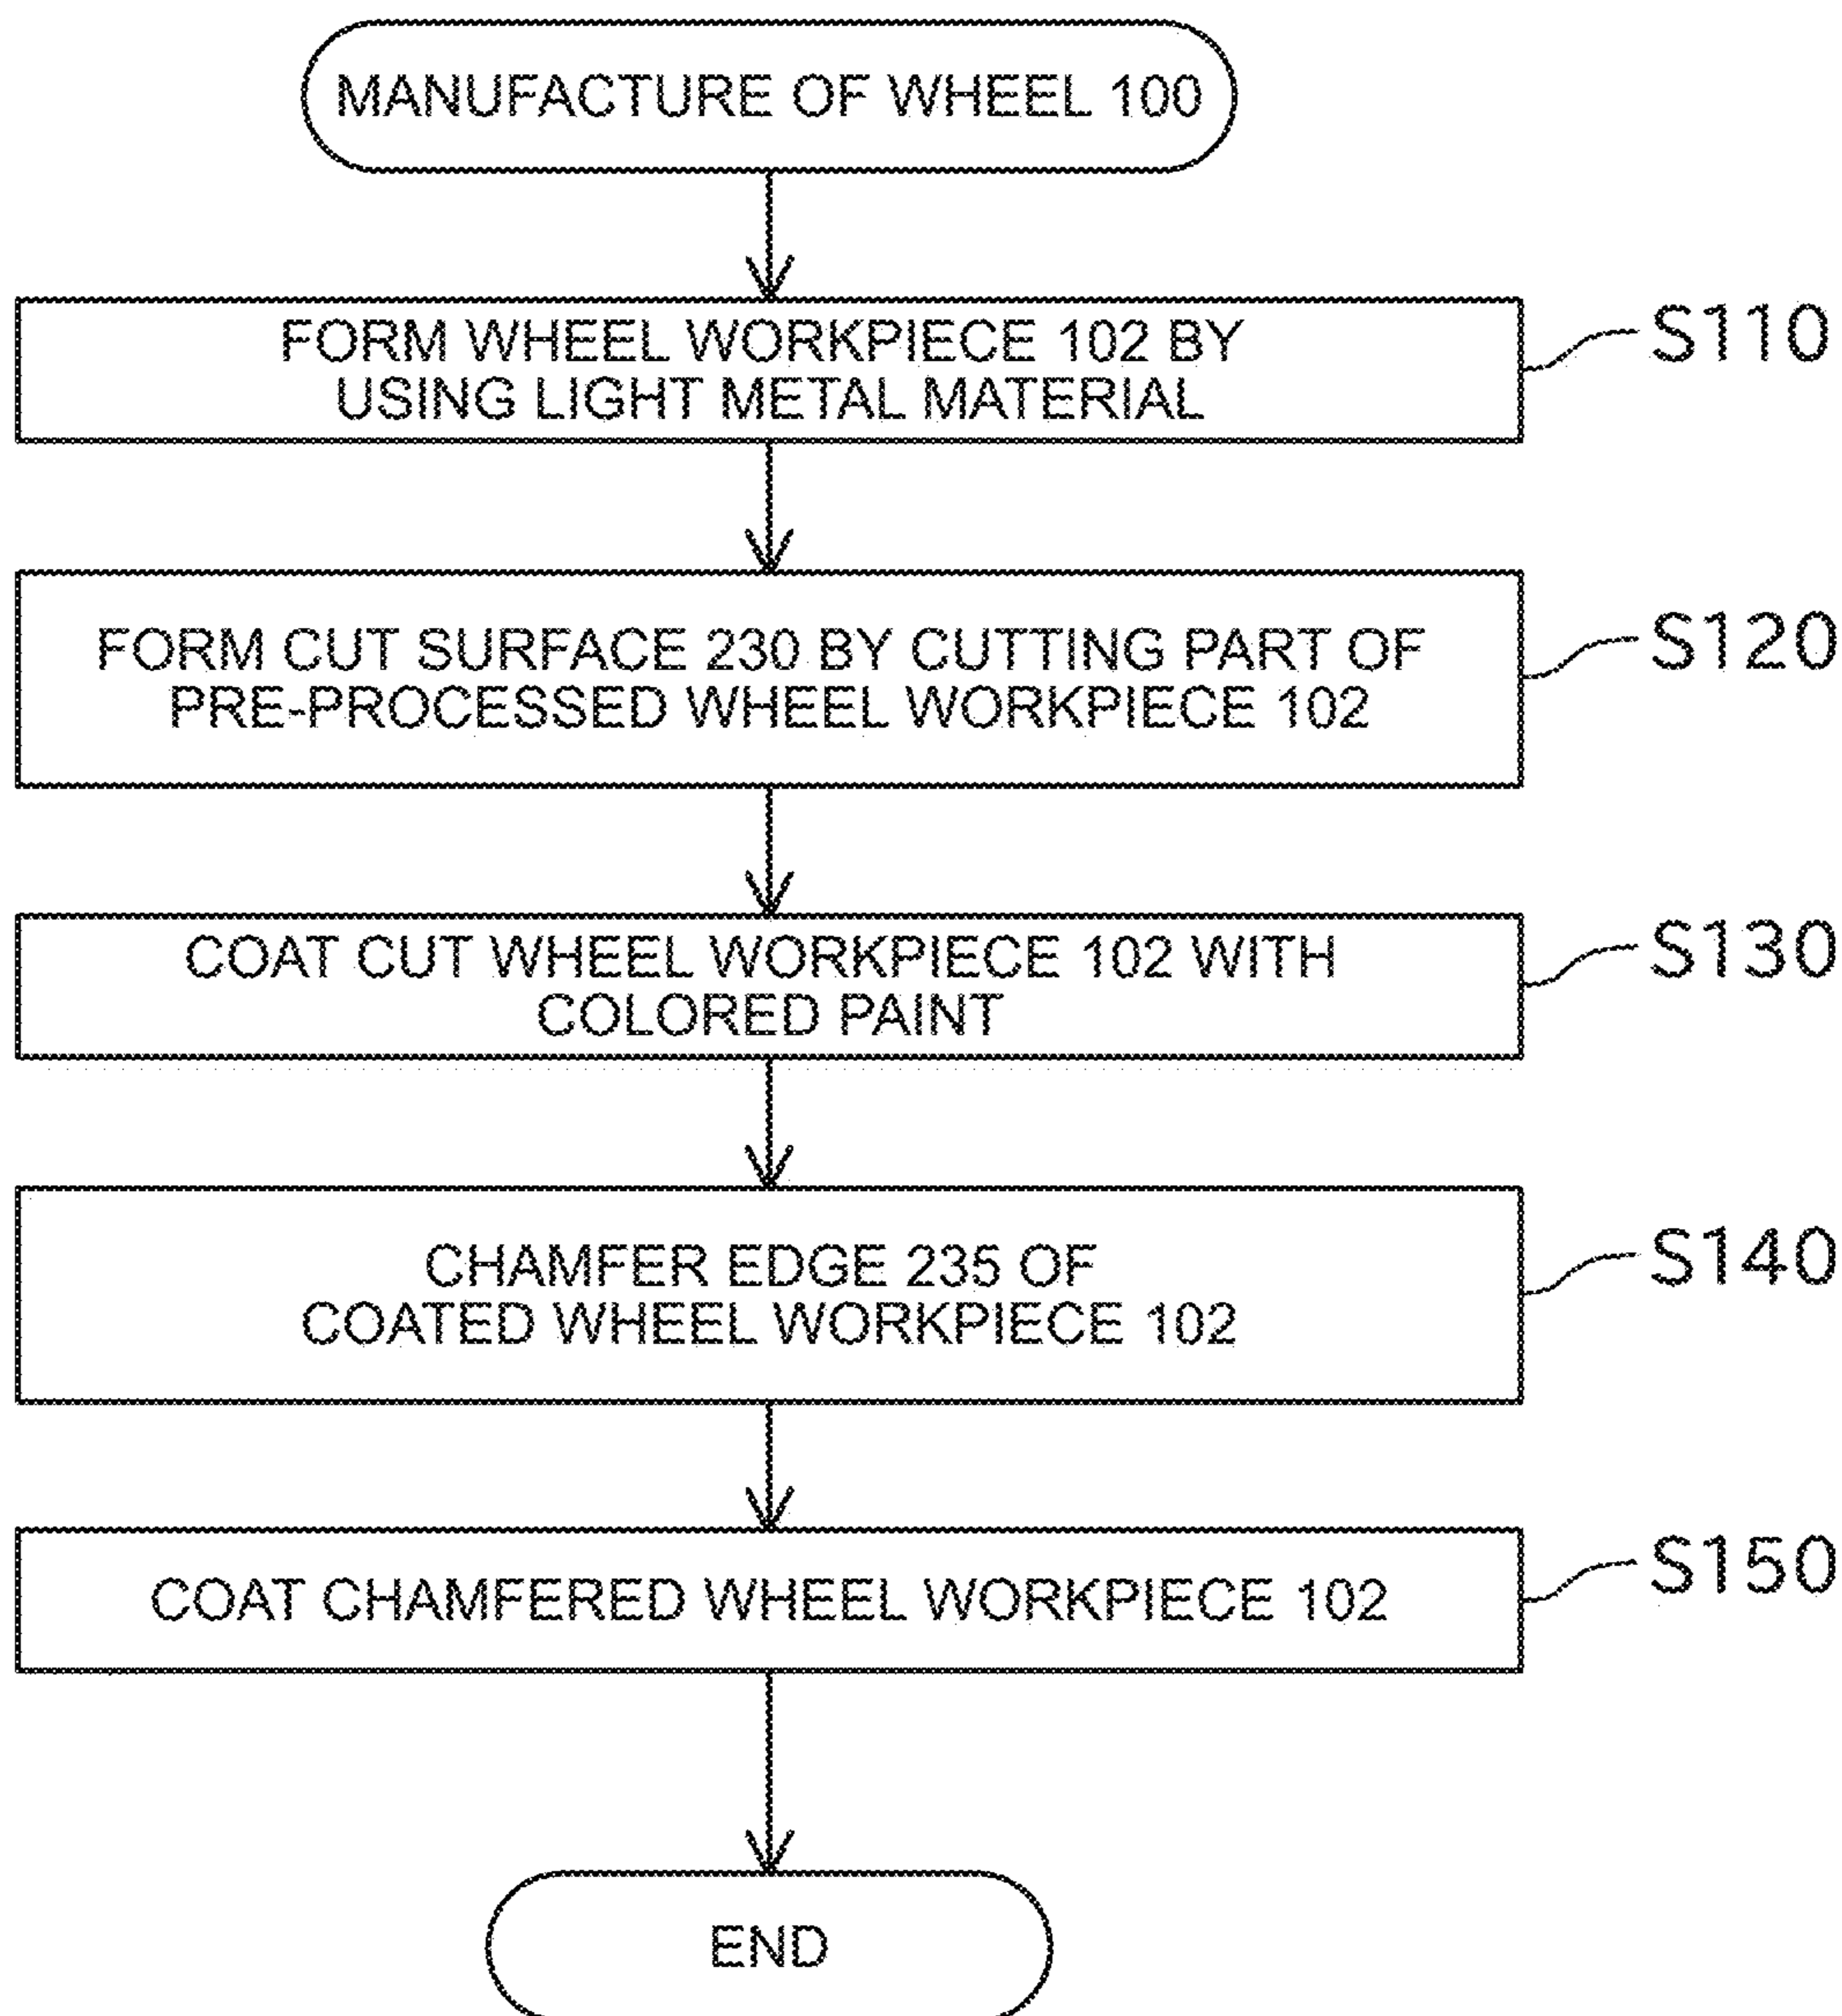 MANUFACTURE OF WHEEL 100
FORM WHEEL WORKPIECE 102 BY
USING LIGHT METAL MATERIAL
S110
FORM CUT SURFACE 230 BY CUTTING PART OF
PRE-PROCESSED WHEEL WORKPIECE 102
S120
COAT CUT WHEEL WORKPIECE 102 WITH
COLORED PAINT
S130
CHAMFER EDGE 235 OF
COATED WHEEL WORKPIECE 102
S140
COAT CHAMFERED WHEEL WORKPIECE 102
S150
END